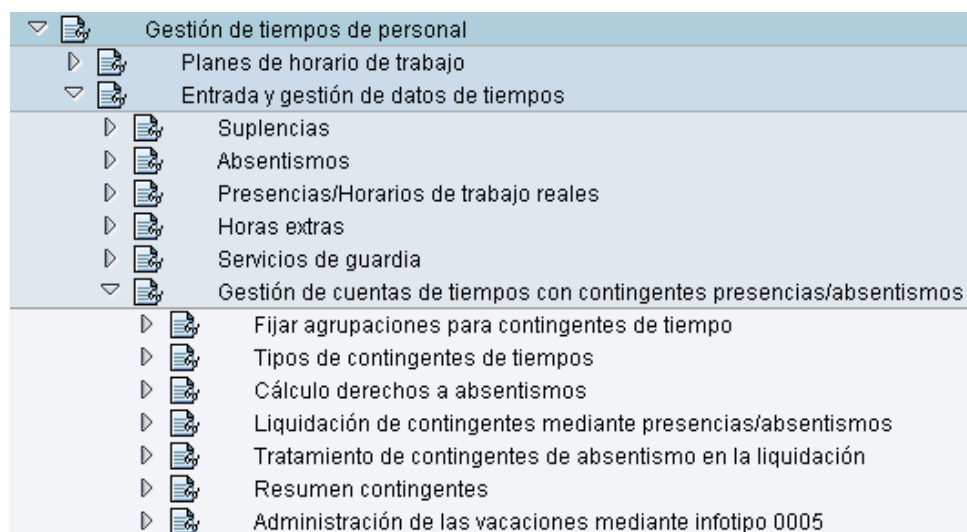 Gestión de tiempos de personal
Planes de horario de trabajo
Entrada y gestión de datos de tiempos
Suplencias
Absentismos
Presencias/Horarios de trabajo reales
Horas extras
Servicios de guardia
Gestión de cuentas de tiempos con contingentes presencias/absentismos
Fijar agrupaciones para contingentes de tiempo
Tipos de contingentes de tiempos
Cálculo derechos a absentismos
Liquidación de contingentes mediante presencias/absentismos
Tratamiento de contingentes de absentismo en la liquidación
Resumen contingentes
Administración de las vacaciones mediante infotipo 0005